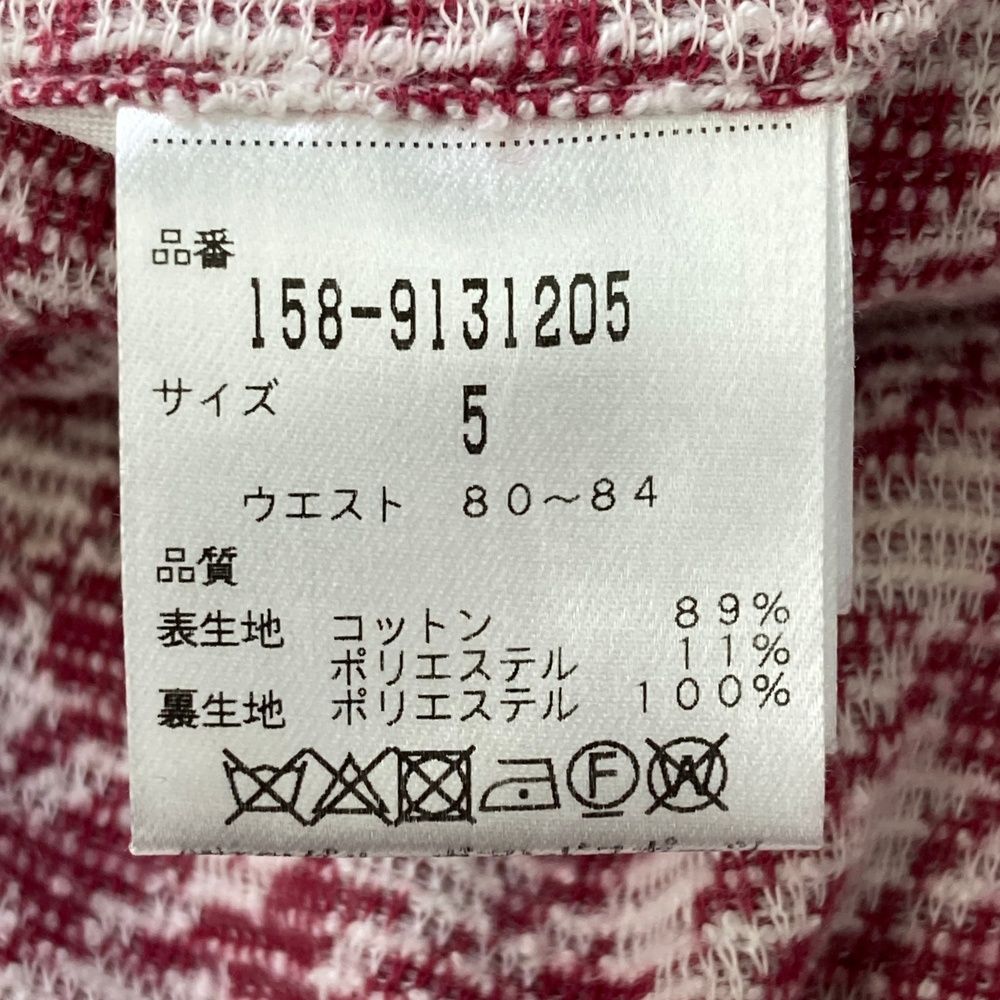 品番
158-9131205
サイズ 5
ウエスト 80～84
品質
表生地 コットン 89%
ポリエステル 11%
裏生地 ポリエステル 100%
F W